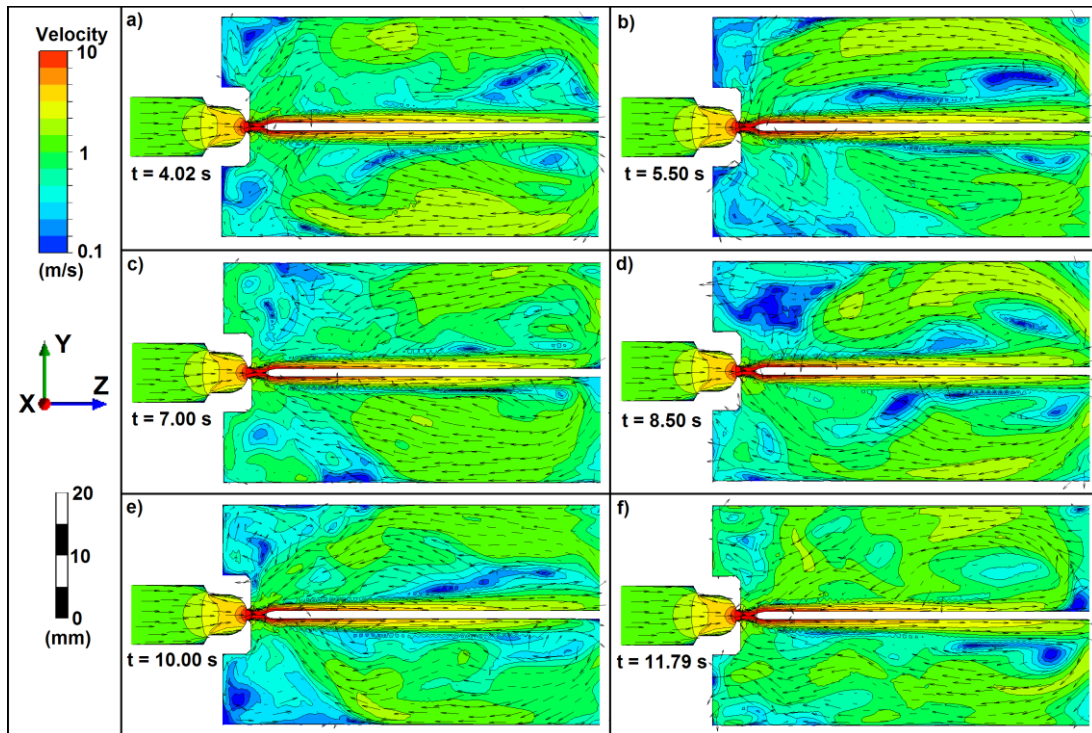 Velocity
10
1
0.1
(m/s)
Y
X
Z
20
10
0
(mm)
a)
t = 4.02 s
b)
t = 5.50 s
c)
t = 7.00 s
d)
t = 8.50 s
e)
t = 10.00 s
f)
t = 11.79 s